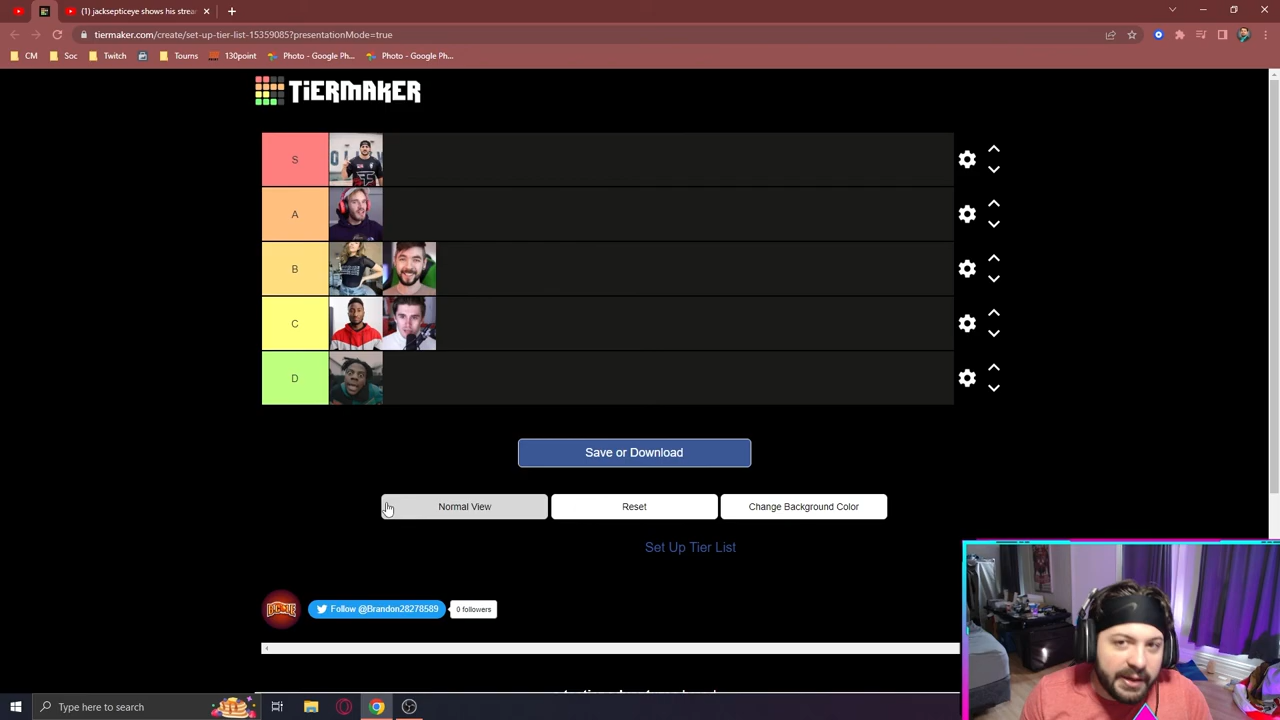 (1) jacksepticeye shows his strean
tiermaker.com/create/set-up-tier-list-15359085?presentationMode=true
CM Soc Twitch Tourns 130point Photo - Google Ph... Photo - Google Ph...
TiERMAKER
S
A
B
C
D
Save or Download
Normal View Reset Change Background Color
Set Up Tier List
Follow @Brandon28278589 0 followers
Type here to search